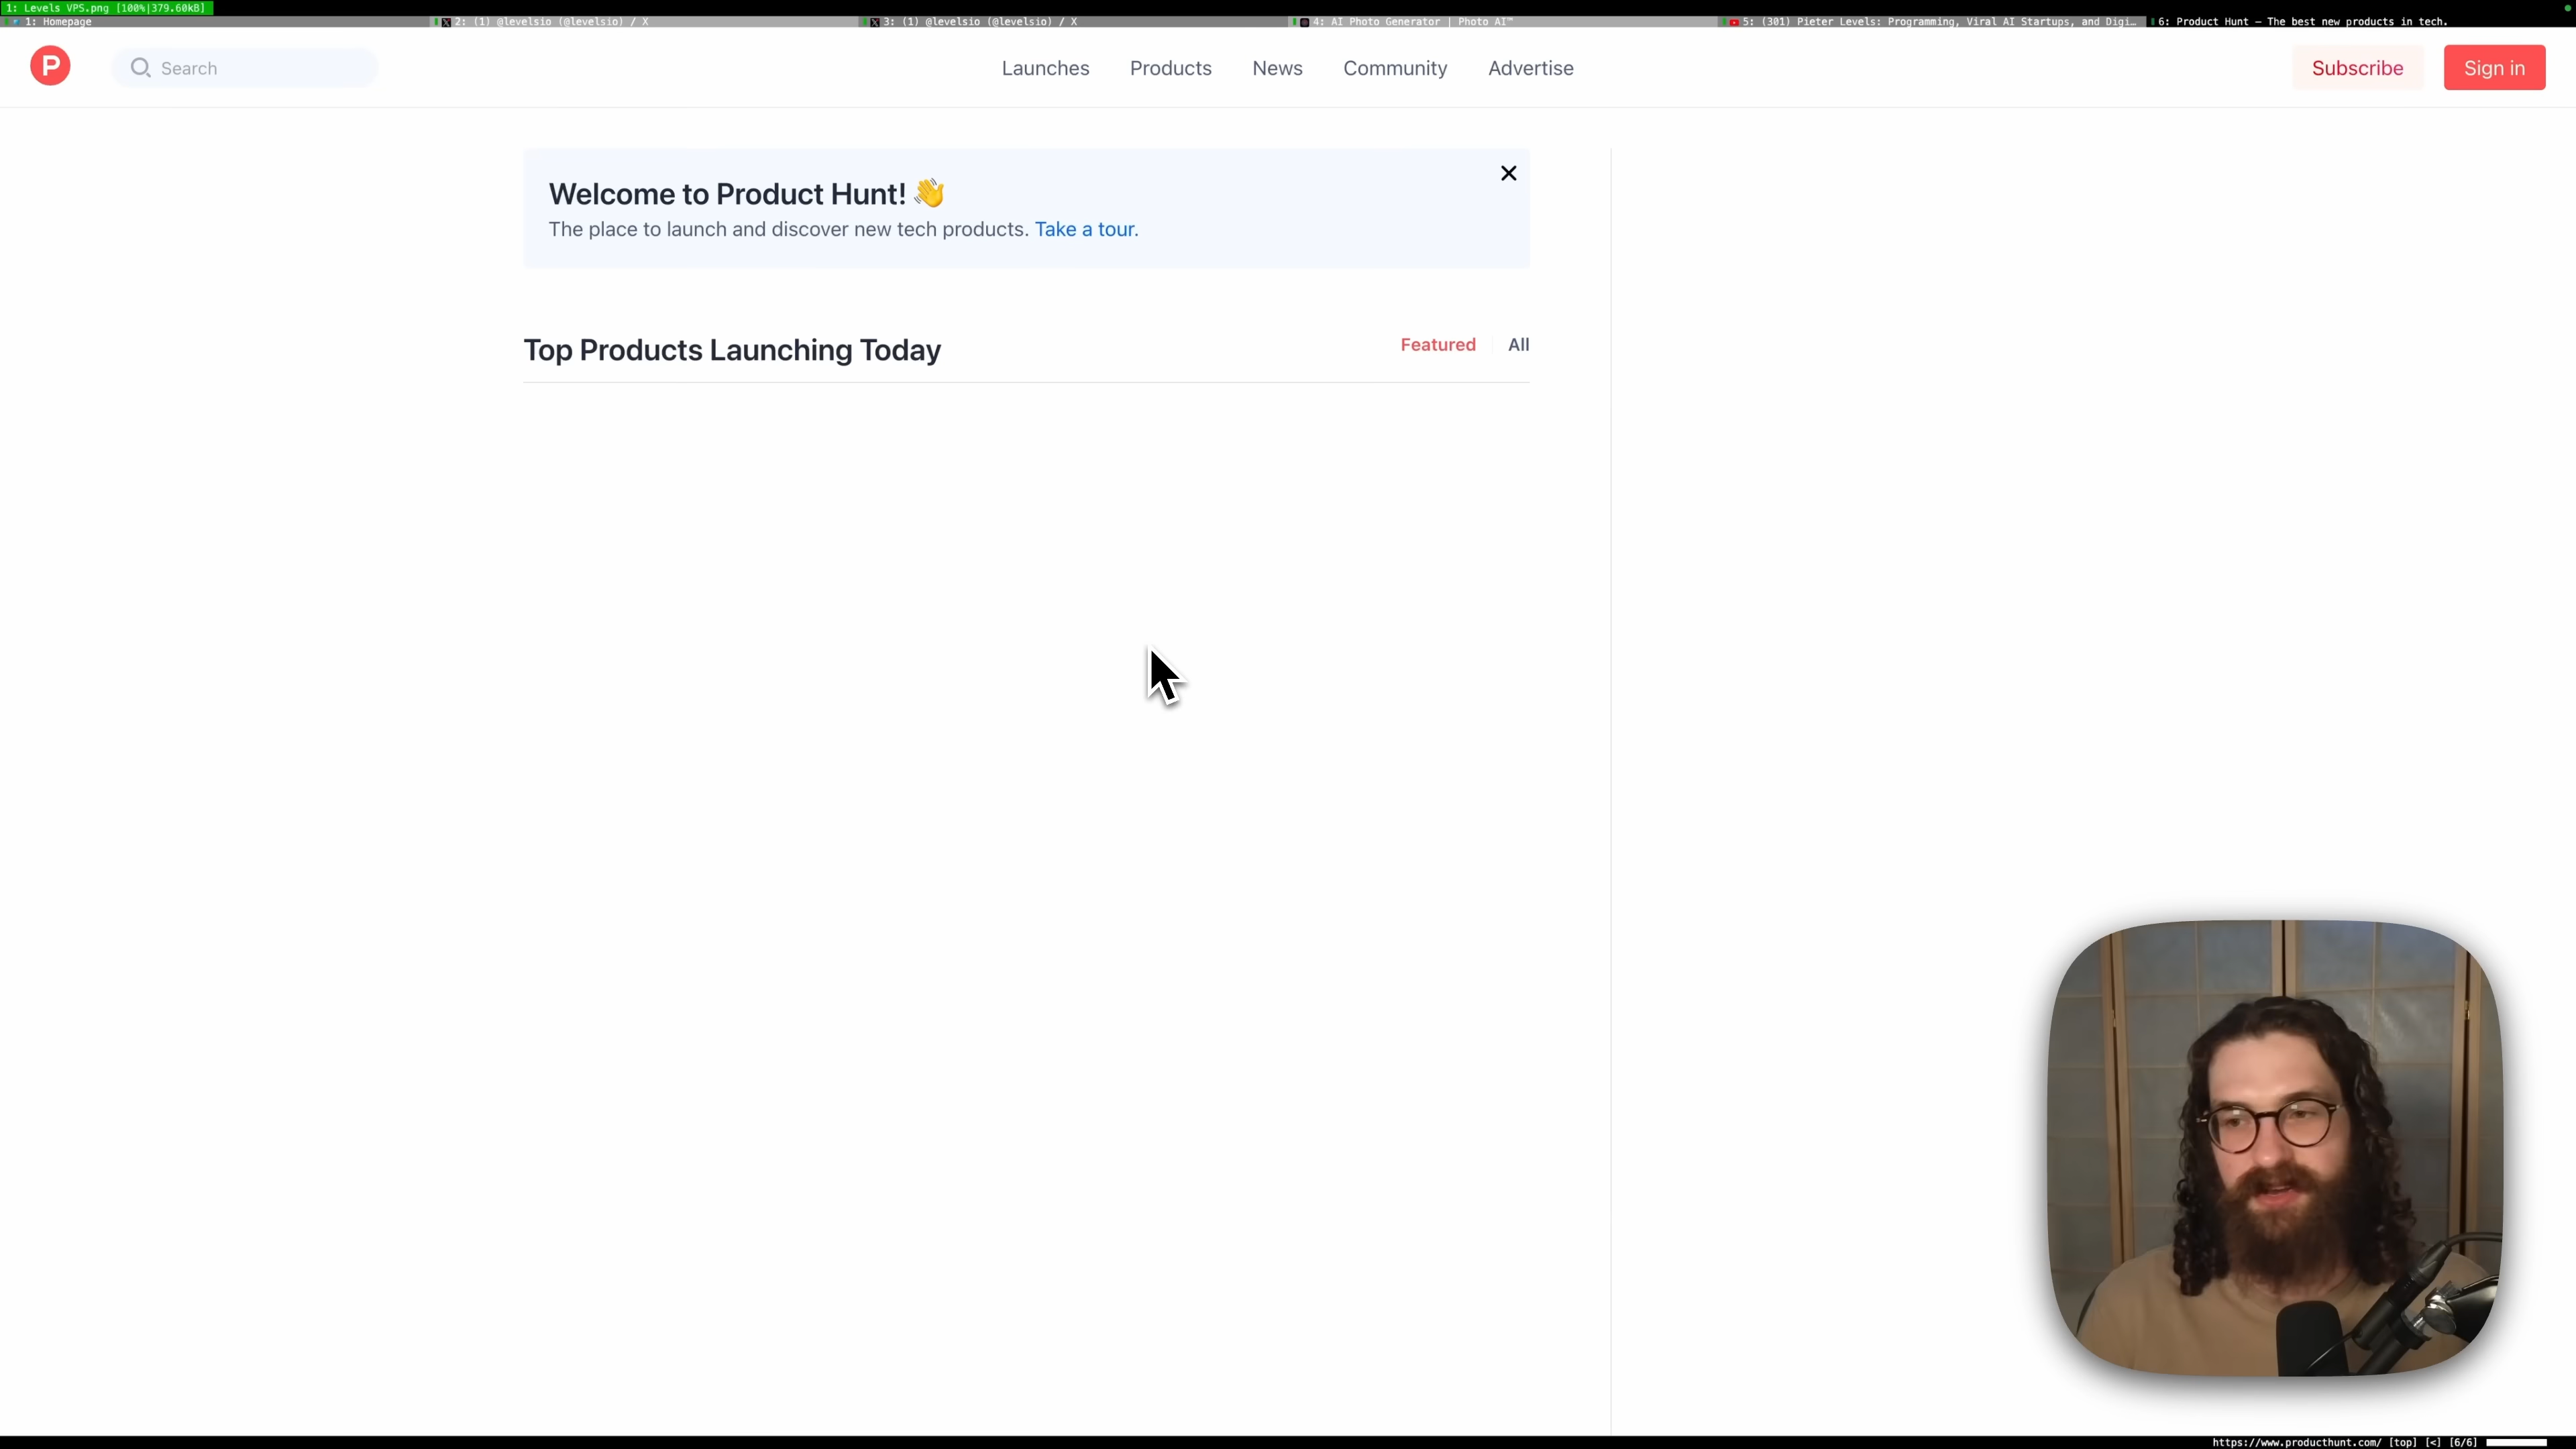 1: Levels VPS.png [100%|379.60kB]
1: Homepage
2: (1) @levelsio (@levelsio) / X
3: (1) @levelsio (@levelsio) / X
4: AI Photo Generator | Photo AI™
5: (301) Pieter Levels: Programming, Viral AI Startups, and Digi…
6: Product Hunt – The best new products in tech.
P
Search
Launches
Products
News
Community
Advertise
Subscribe
Sign in
Welcome to Product Hunt! 👋
The place to launch and discover new tech products. Take a tour.
Top Products Launching Today
Featured
All
https://www.producthunt.com/ [top] [<] [6/6]